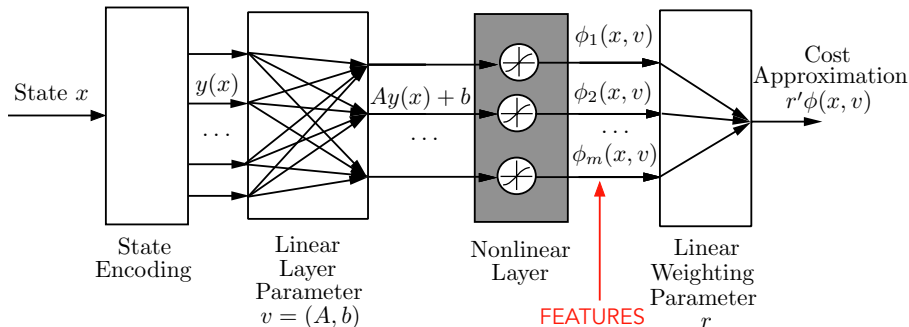 State x
y(x)
. . .
Ay(x) + b
. . .
ϕ₁(x, v)
ϕ₂(x, v)
. . .
ϕₘ(x, v)
Cost
Approximation
r′ϕ(x, v)
State
Encoding
Linear
Layer
Parameter
v = (A, b)
Nonlinear
Layer
FEATURES
Linear
Weighting
Parameter
r